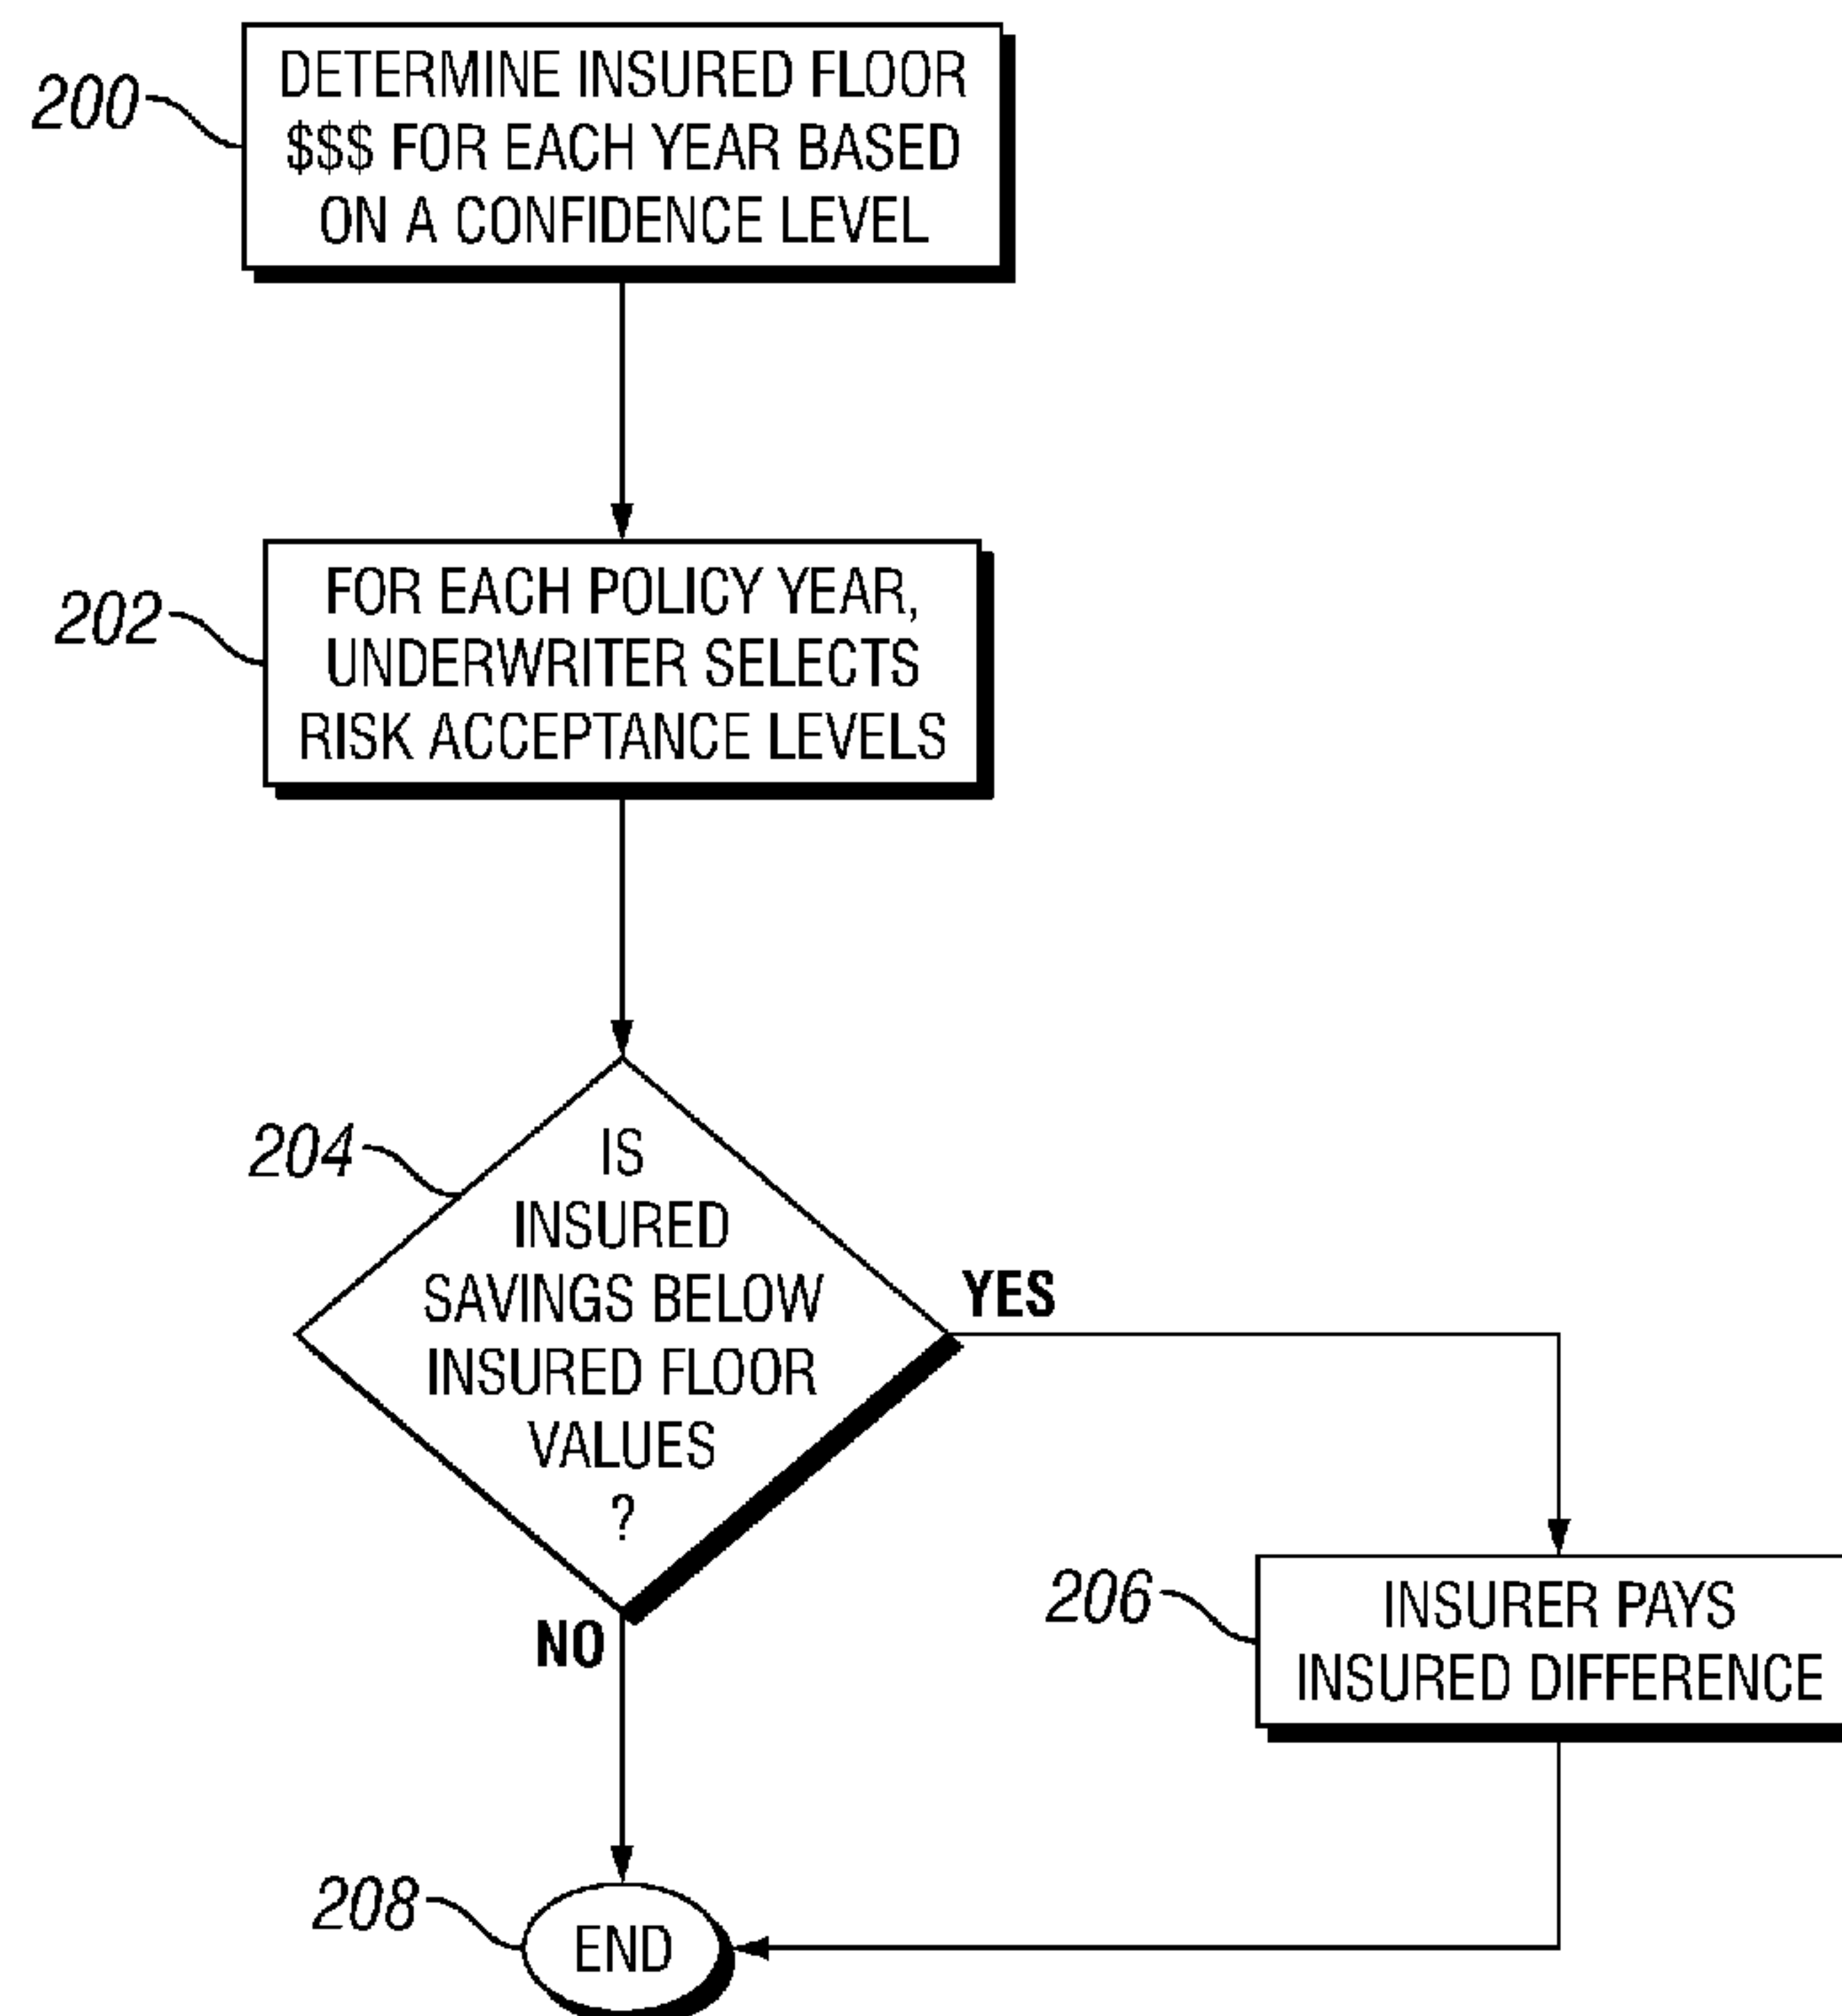 200
DETERMINE INSURED FLOOR
$$$ FOR EACH YEAR BASED
ON A CONFIDENCE LEVEL
202
FOR EACH POLICY YEAR,
UNDERWRITER SELECTS
RISK ACCEPTANCE LEVELS
204
IS
INSURED
SAVINGS BELOW
INSURED FLOOR
VALUES
?
YES
NO
206
INSURER PAYS
INSURED DIFFERENCE
208
END